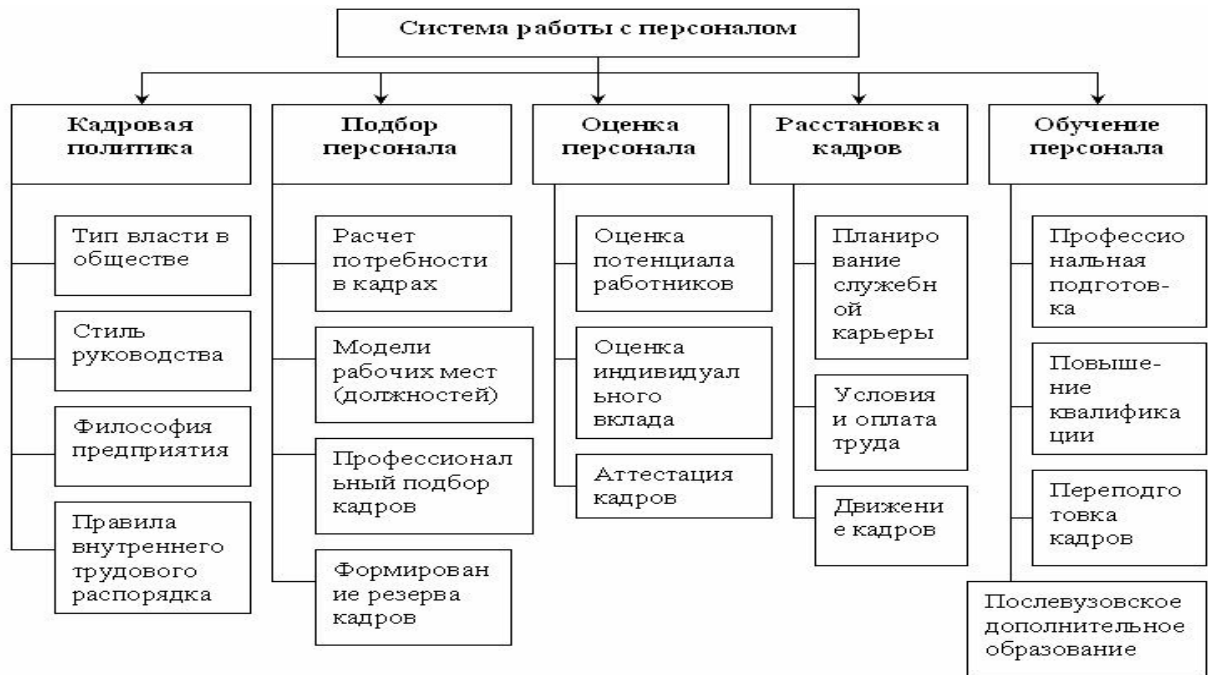 Система работы с персоналом
Кадровая
политика
Подбор
персонала
Оценка
персонала
Расстановка
кадров
Обучение
персонала
Тип власти в
обществе
Стиль
руководства
Философия
предприятия
Правила
внутреннего
трудового
распорядка
Расчет
потребности
в кадрах
Модели
рабочих мест
(должностей)
Профессионал
ьный подбор
кадров
Формирован
ие резерва
кадров
Оценка
потенциала
работников
Оценка
индивидуал
ьного
вклада
Аттестация
кадров
Планиро
вание
служебн
ой
карьеры
Условия
и оплата
труда
Движени
е кадров
Профессио
нальная
подготов-
ка
Повыше-
ние
квалифика
ции
Переподг
отовка
кадров
Послевузовское
дополнительное
образование